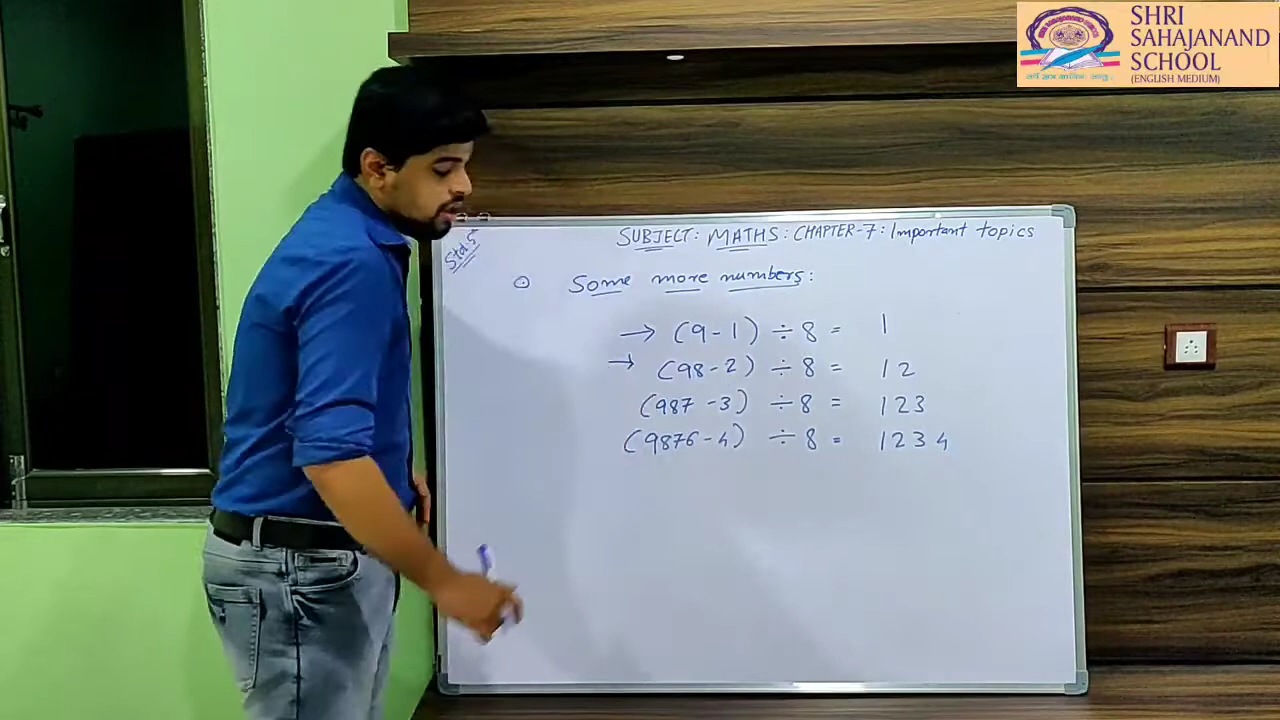 SHRI
SAHAJANAND
SCHOOL
(ENGLISH MEDIUM)
Std.5
SUBJECT: MATHS: CHAPTER-7: Important topics
Some more numbers:
→ (9-1) ÷ 8 = 1
→ (98-2) ÷ 8 = 12
(987-3) ÷ 8 = 123
(9876-4) ÷ 8 = 1234